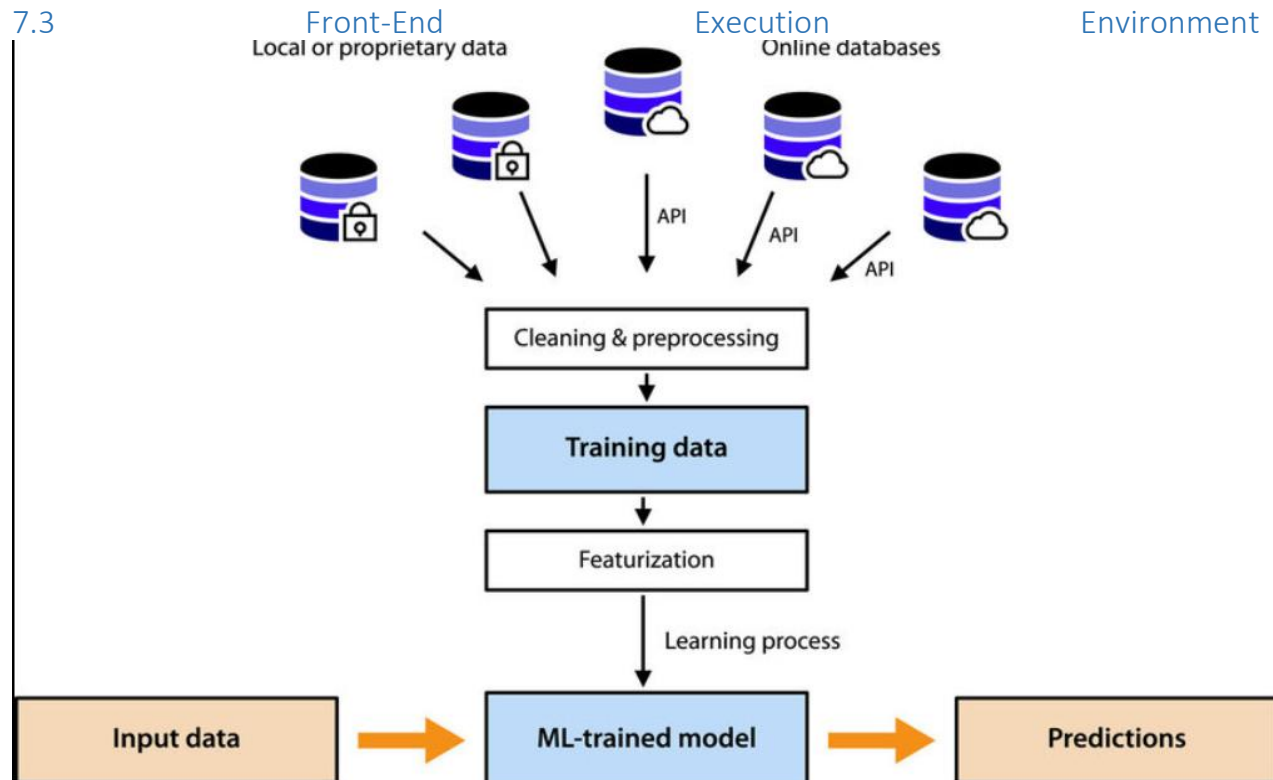 7.3 Front-End Execution Environment
Local or proprietary data
Online databases
API
API
API
Cleaning & preprocessing
Training data
Featurization
Learning process
Input data
ML-trained model
Predictions